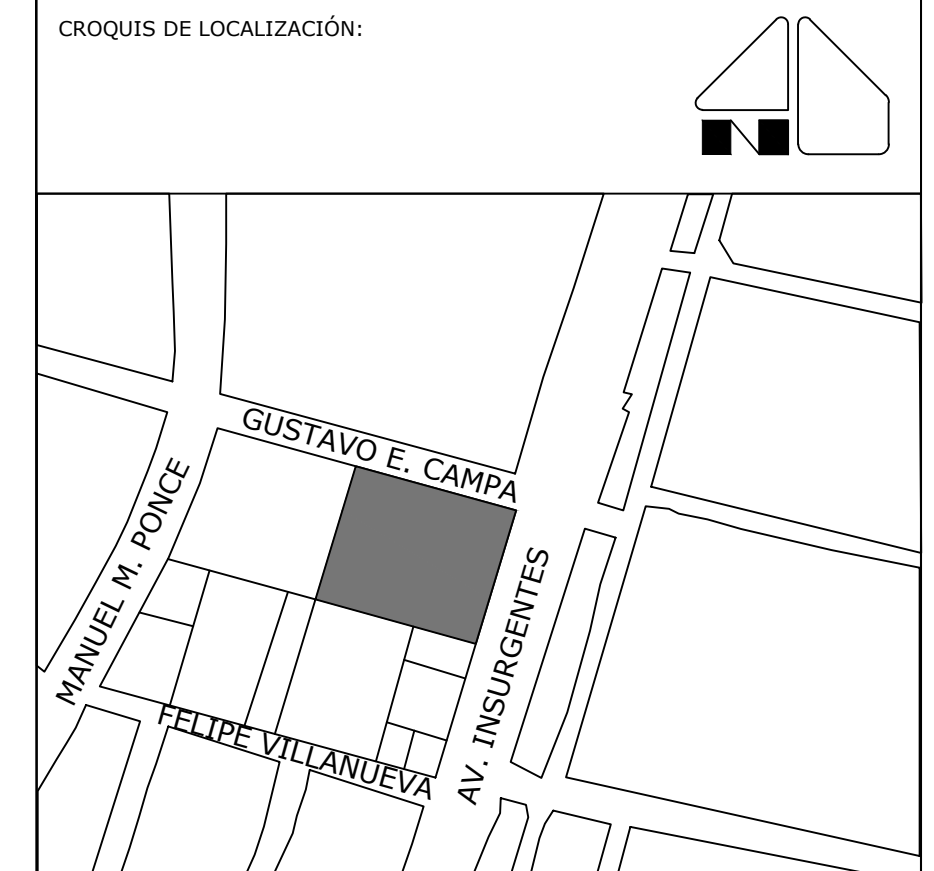 CROQUIS DE LOCALIZACIÓN:
N
GUSTAVO E. CAMPA
MANUEL M. PONCE
AV. INSURGENTES
FELIPE VILLANUEVA